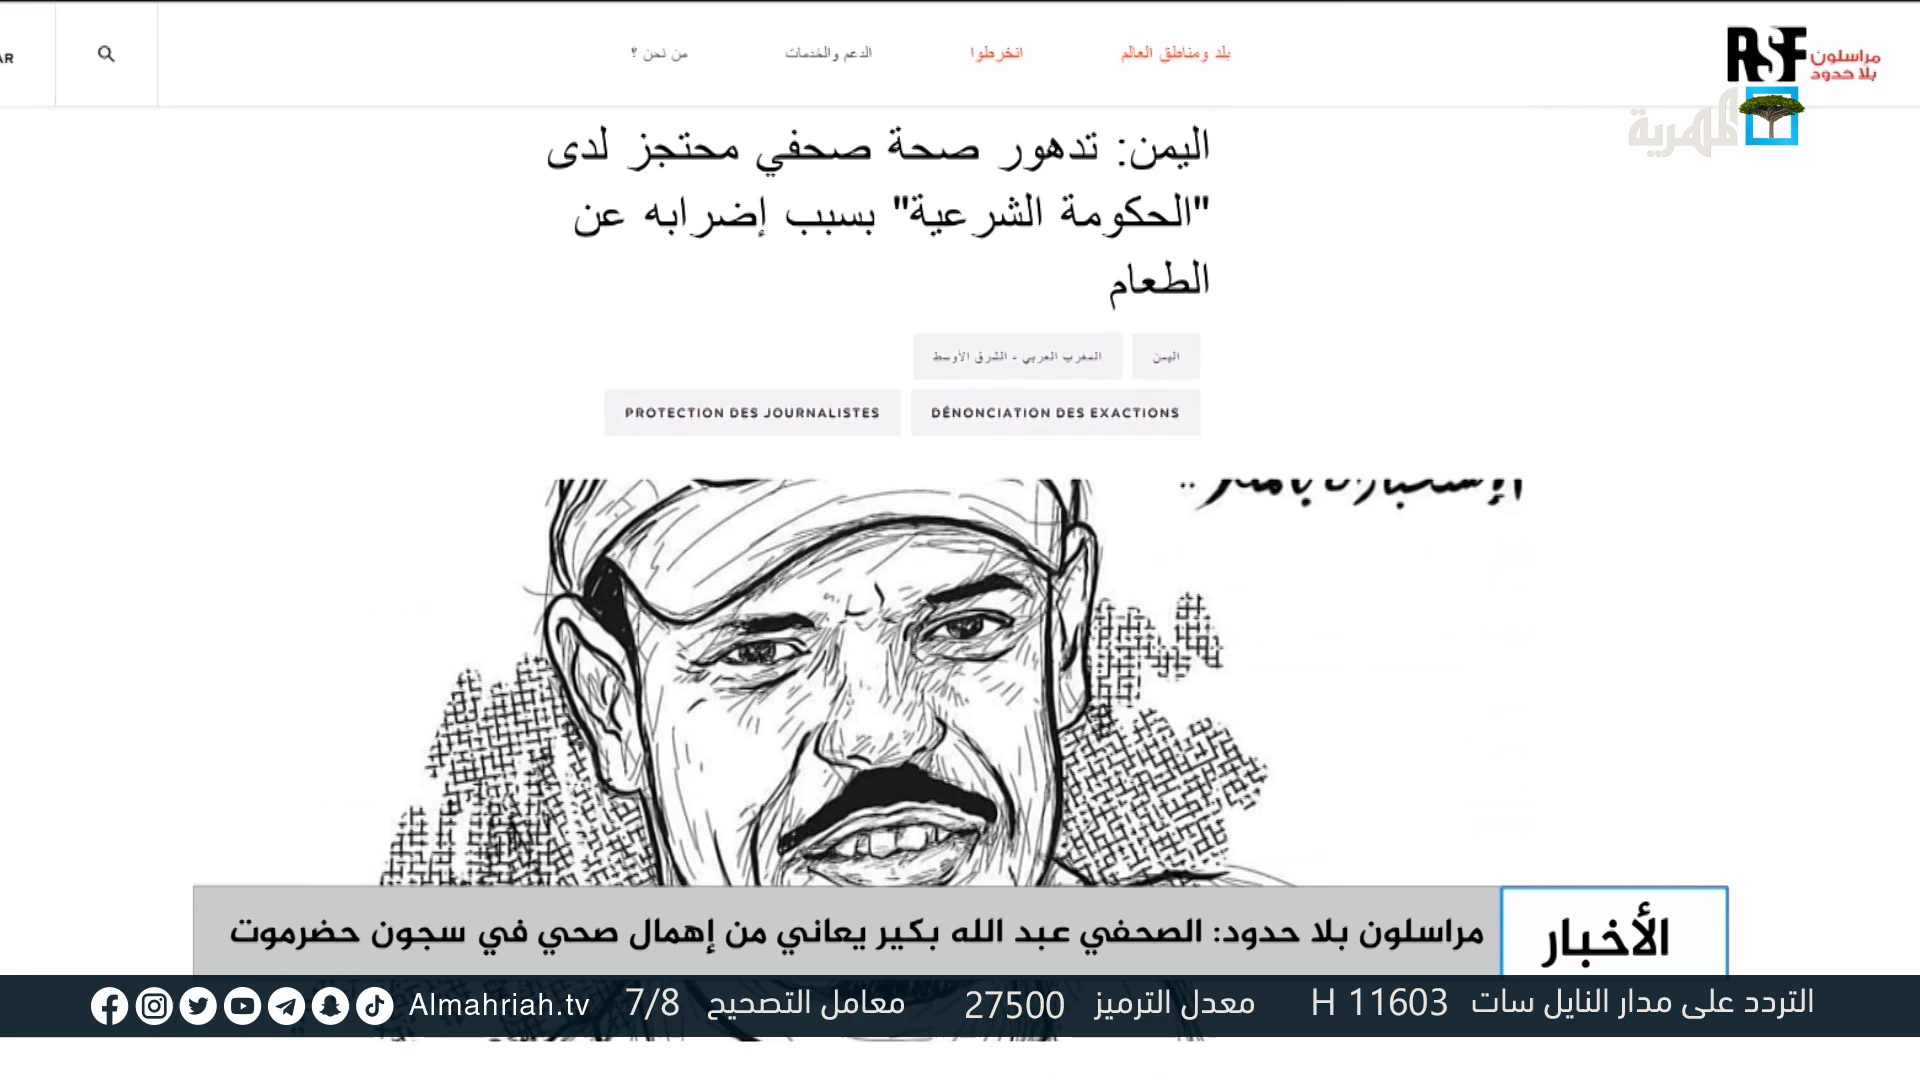 RSF مراسلون
بلا حدود
بلد ومناطق العالم
انخرطوا
الدعم والخدمات
من نحن ؟
AR
المهرية
اليمن: تدهور صحة صحفي محتجز لدى
"الحكومة الشرعية" بسبب إضرابه عن
الطعام
اليمن
المغرب العربي - الشرق الأوسط
DÉNONCIATION DES EXACTIONS
PROTECTION DES JOURNALISTES
الأخبار
مراسلون بلا حدود: الصحفي عبد الله بكير يعاني من إهمال صحي في سجون حضرموت
التردد على مدار النايل سات H 11603 معدل الترميز 27500 معامل التصحيح 7/8 Almahriah.tv